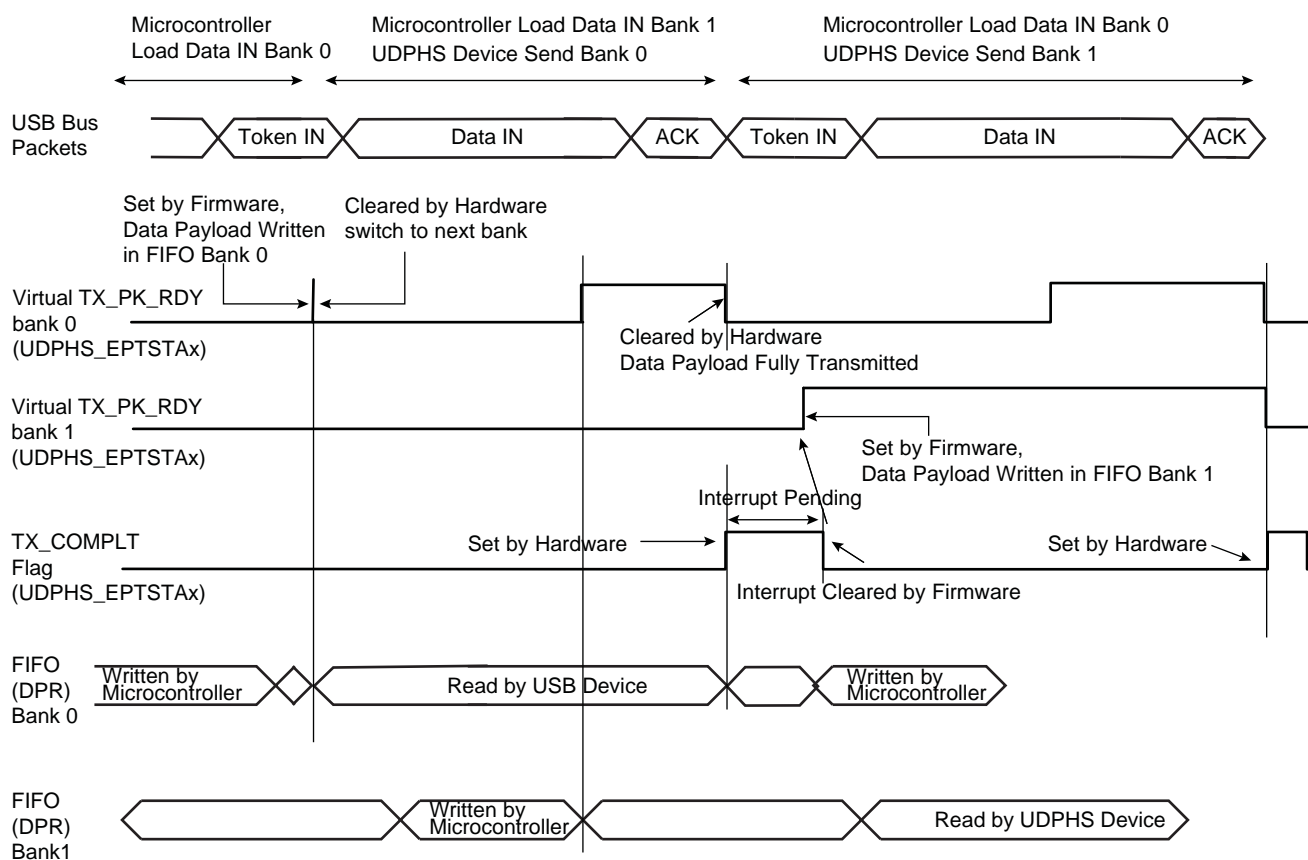 Microcontroller
Load Data IN Bank 0
Microcontroller Load Data IN Bank 1
UDPHS Device Send Bank 0
Microcontroller Load Data IN Bank 0
UDPHS Device Send Bank 1
USB Bus
Packets
Token IN
Data IN
ACK
Token IN
Data IN
ACK
Set by Firmware,
Data Payload Written
in FIFO Bank 0
Cleared by Hardware
switch to next bank
Virtual TX_PK_RDY
bank 0
(UDPHS_EPTSTAx)
Cleared by Hardware
Data Payload Fully Transmitted
Virtual TX_PK_RDY
bank 1
(UDPHS_EPTSTAx)
Set by Firmware,
Data Payload Written in FIFO Bank 1
Interrupt Pending
TX_COMPLT
Flag
(UDPHS_EPTSTAx)
Set by Hardware
Set by Hardware
Interrupt Cleared by Firmware
FIFO
(DPR)
Bank 0
Written by
Microcontroller
Read by USB Device
Written by
Microcontroller
FIFO
(DPR)
Bank1
Written by
Microcontroller
Read by UDPHS Device